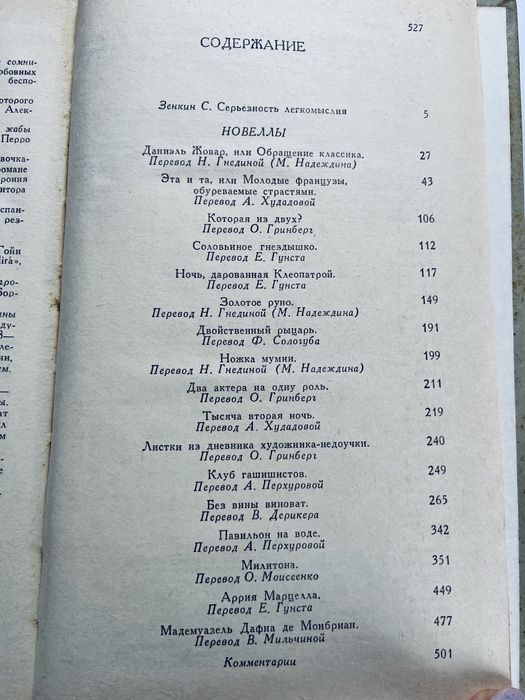 527
СОДЕРЖАНИЕ
Зенкин С. Серьезность легкомыслия 5
НОВЕЛЛЫ
Даниэль Жовар, или Обращение классика. 27
Перевод Н. Гнединой (М. Надеждина)
Эта и та, или Молодые французы, 43
обуреваемые страстями.
Перевод А. Худадовой
Которая из двух? 106
Перевод О. Гринберг
Соловьиное гнездышко. 112
Перевод Е. Гунста
Ночь, дарованная Клеопатрой. 117
Перевод Е. Гунста
Золотое руно. 149
Перевод Н. Гнединой (М. Надеждина)
Двойственный рыцарь. 191
Перевод Ф. Сологуба
Ножка мумии. 199
Перевод Н. Гнединой (М. Надеждина)
Два актера на одну роль. 211
Перевод О. Гринберг
Тысяча вторая ночь. 219
Перевод А. Худадовой
Листки из дневника художника-недоучки. 240
Перевод О. Гринберг
Клуб гашишистов. 249
Перевод А. Перхуровой
Без вины виноват. 265
Перевод В. Дерикера
Павильон на воде. 342
Перевод А. Перхуровой
Милитона. 351
Перевод О. Моисеенко
Аррия Марцелла. 449
Перевод Е. Гунста
Мадемуазель Дафна де Монбриан. 477
Перевод В. Мильчиной
Комментарии 501